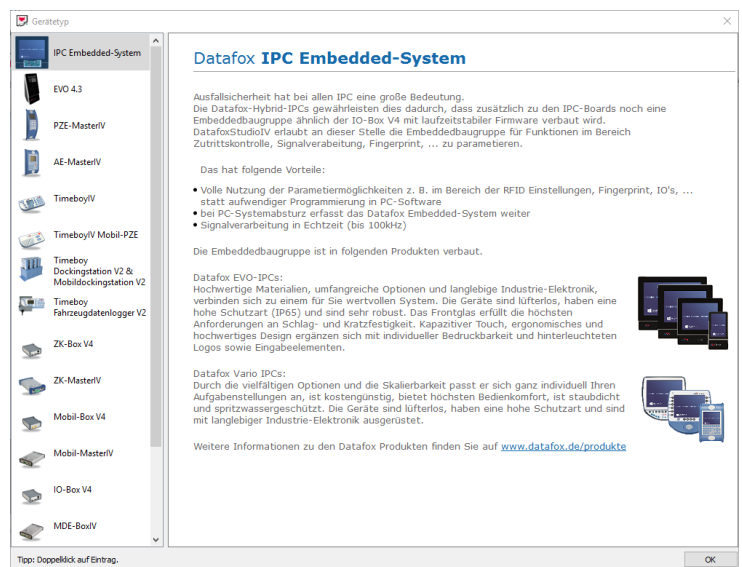 Gerätetyp
IPC Embedded-System
EVO 4.3
PZE-MasterIV
AE-MasterIV
TimeboyIV
TimeboyIV Mobil-PZE
Timeboy
Dockingstation V2 &
Mobildockingstation V2
Timeboy
Fahrzeugdatenlogger V2
ZK-Box V4
ZK-MasterIV
Mobil-Box V4
Mobil-MasterIV
IO-Box V4
MDE-BoxIV
Datafox IPC Embedded-System
Ausfallsicherheit hat bei allen IPC eine große Bedeutung.
Die Datafox-Hybrid-IPCs gewährleisten dies dadurch, dass zusätzlich zu den IPC-Boards noch eine
Embeddedbaugruppe ähnlich der IO-Box V4 mit laufzeitstabiler Firmware verbaut wird.
DatafoxStudioIV erlaubt an dieser Stelle die Embeddedbaugruppe für Funktionen im Bereich
Zutrittskontrolle, Signalverabeitung, Fingerprint, ... zu parametieren.
Das hat folgende Vorteile:
• Volle Nutzung der Parametiermöglichkeiten z. B. im Bereich der RFID Einstellungen, Fingerprint, IO's, ...
statt aufwendiger Programmierung in PC-Software
• bei PC-Systemabsturz erfasst das Datafox Embedded-System weiter
• Signalverarbeitung in Echtzeit (bis 100kHz)
Die Embeddedbaugruppe ist in folgenden Produkten verbaut.
Datafox EVO-IPCs:
Hochwertige Materialien, umfangreiche Optionen und langlebige Industrie-Elektronik,
verbinden sich zu einem für Sie wertvollen System. Die Geräte sind lüfterlos, haben eine
hohe Schutzart (IP65) und sind sehr robust. Das Frontglas erfüllt die höchsten
Anforderungen an Schlag- und Kratzfestigkeit. Kapazitiver Touch, ergonomisches und
hochwertiges Design ergänzen sich mit individueller Bedruckbarkeit und hinterleuchteten
Logos sowie Eingabeelementen.
Datafox Vario IPCs:
Durch die vielfältigen Optionen und die Skalierbarkeit passt er sich ganz individuell Ihren
Aufgabenstellungen an, ist kostengünstig, bietet höchsten Bedienkomfort, ist staubdicht
und spritzwassergeschützt. Die Geräte sind lüfterlos, haben eine hohe Schutzart und sind
mit langlebiger Industrie-Elektronik ausgerüstet.
Weitere Informationen zu den Datafox Produkten finden Sie auf www.datafox.de/produkte
Tipp: Doppelklick auf Eintrag.
OK